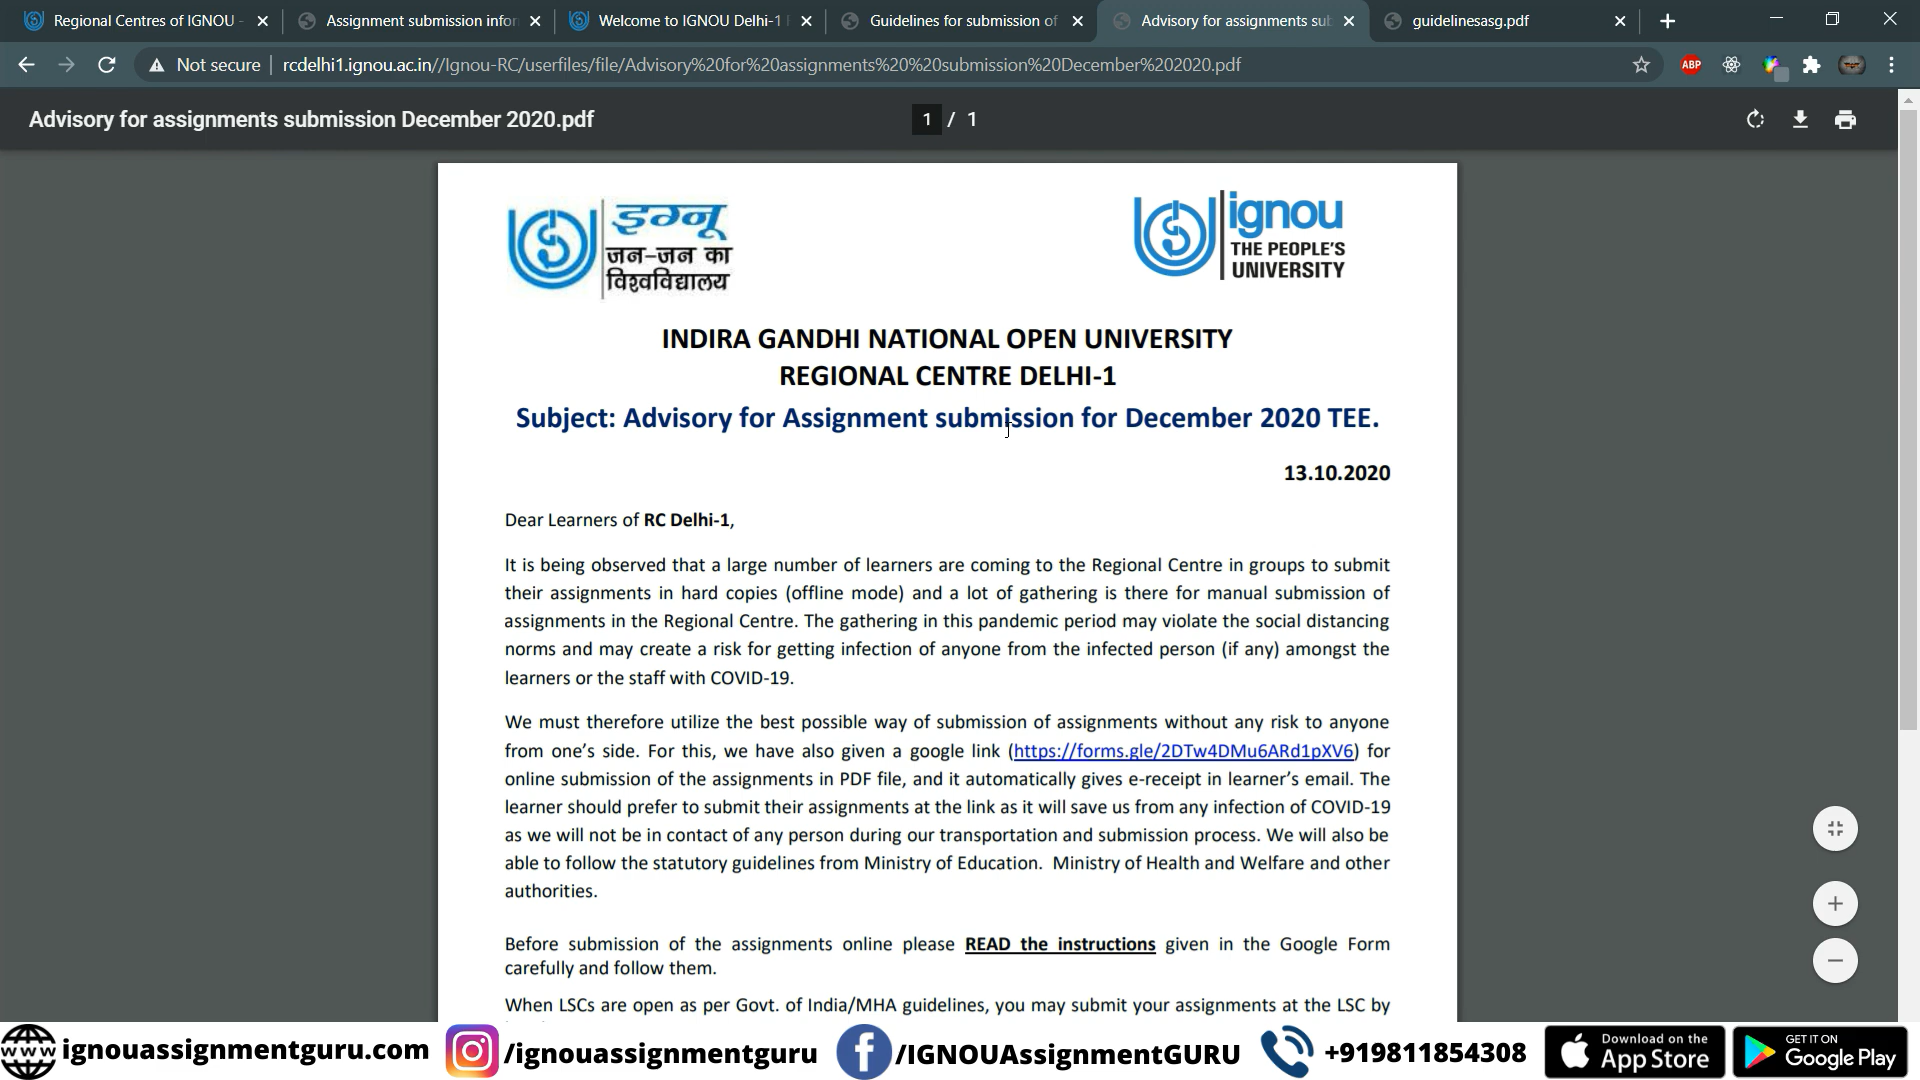 Regional Centres of IGNOU -
Assignment submission infor
Welcome to IGNOU Delhi-1
Guidelines for submission of
Advisory for assignments sub
guidelinesasg.pdf
Not secure
rcdelhi1.ignou.ac.in//Ignou-RC/userfiles/file/Advisory%20for%20assignments%20%20submission%20December%202020.pdf
ABP
Advisory for assignments submission December 2020.pdf
1 / 1
इग्नू
जन-जन का
विश्वविद्यालय
ignou
THE PEOPLE'S
UNIVERSITY
INDIRA GANDHI NATIONAL OPEN UNIVERSITY
REGIONAL CENTRE DELHI-1
Subject: Advisory for Assignment submission for December 2020 TEE.
13.10.2020
Dear Learners of RC Delhi-1,
It is being observed that a large number of learners are coming to the Regional Centre in groups to submit
their assignments in hard copies (offline mode) and a lot of gathering is there for manual submission of
assignments in the Regional Centre. The gathering in this pandemic period may violate the social distancing
norms and may create a risk for getting infection of anyone from the infected person (if any) amongst the
learners or the staff with COVID-19.
We must therefore utilize the best possible way of submission of assignments without any risk to anyone
from one's side. For this, we have also given a google link (https://forms.gle/2DTw4DMu6ARd1pXV6) for
online submission of the assignments in PDF file, and it automatically gives e-receipt in learner's email. The
learner should prefer to submit their assignments at the link as it will save us from any infection of COVID-19
as we will not be in contact of any person during our transportation and submission process. We will also be
able to follow the statutory guidelines from Ministry of Education. Ministry of Health and Welfare and other
authorities.
Before submission of the assignments online please READ the instructions given in the Google Form
carefully and follow them.
When LSCs are open as per Govt. of India/MHA guidelines, you may submit your assignments at the LSC by
www ignouassignmentguru.com
/ignouassignmentguru
/IGNOUAssignmentGURU
+919811854308
Download on the
App Store
GET IT ON
Google Play